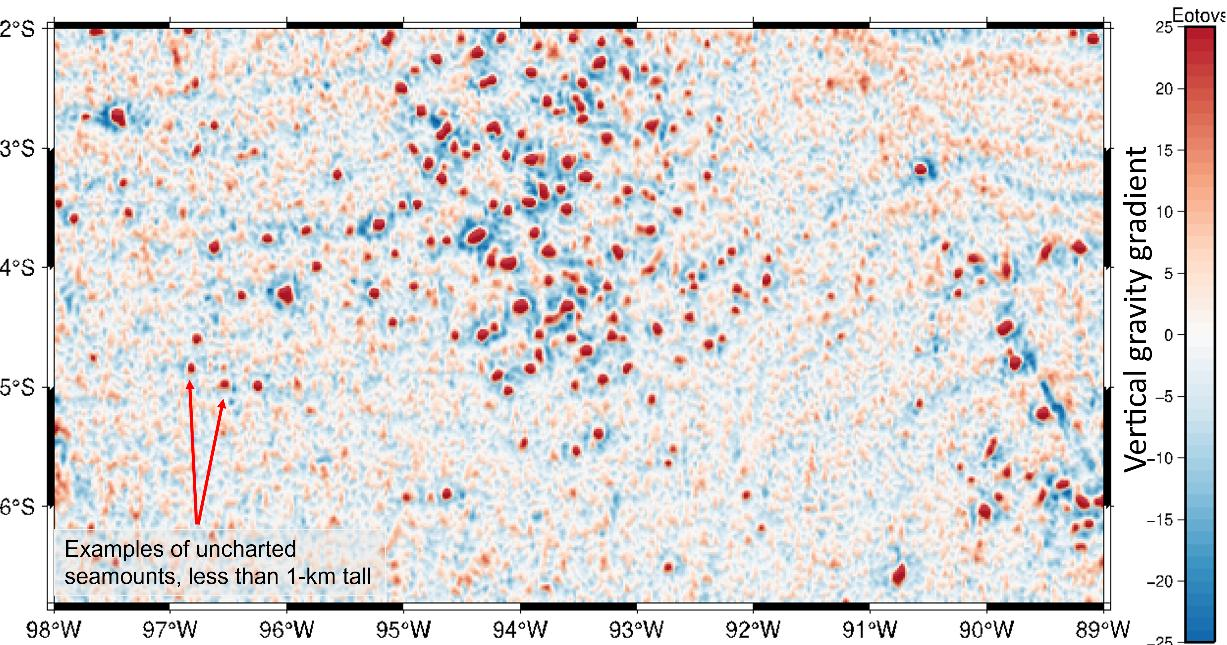 Eotovs
2°S
3°S
4°S
5°S
6°S
98°W
97°W
96°W
95°W
94°W
93°W
92°W
91°W
90°W
89°W
Examples of uncharted
seamounts, less than 1-km tall
Vertical gravity gradient
25
20
15
10
5
0
−5
−10
−15
−20
−25